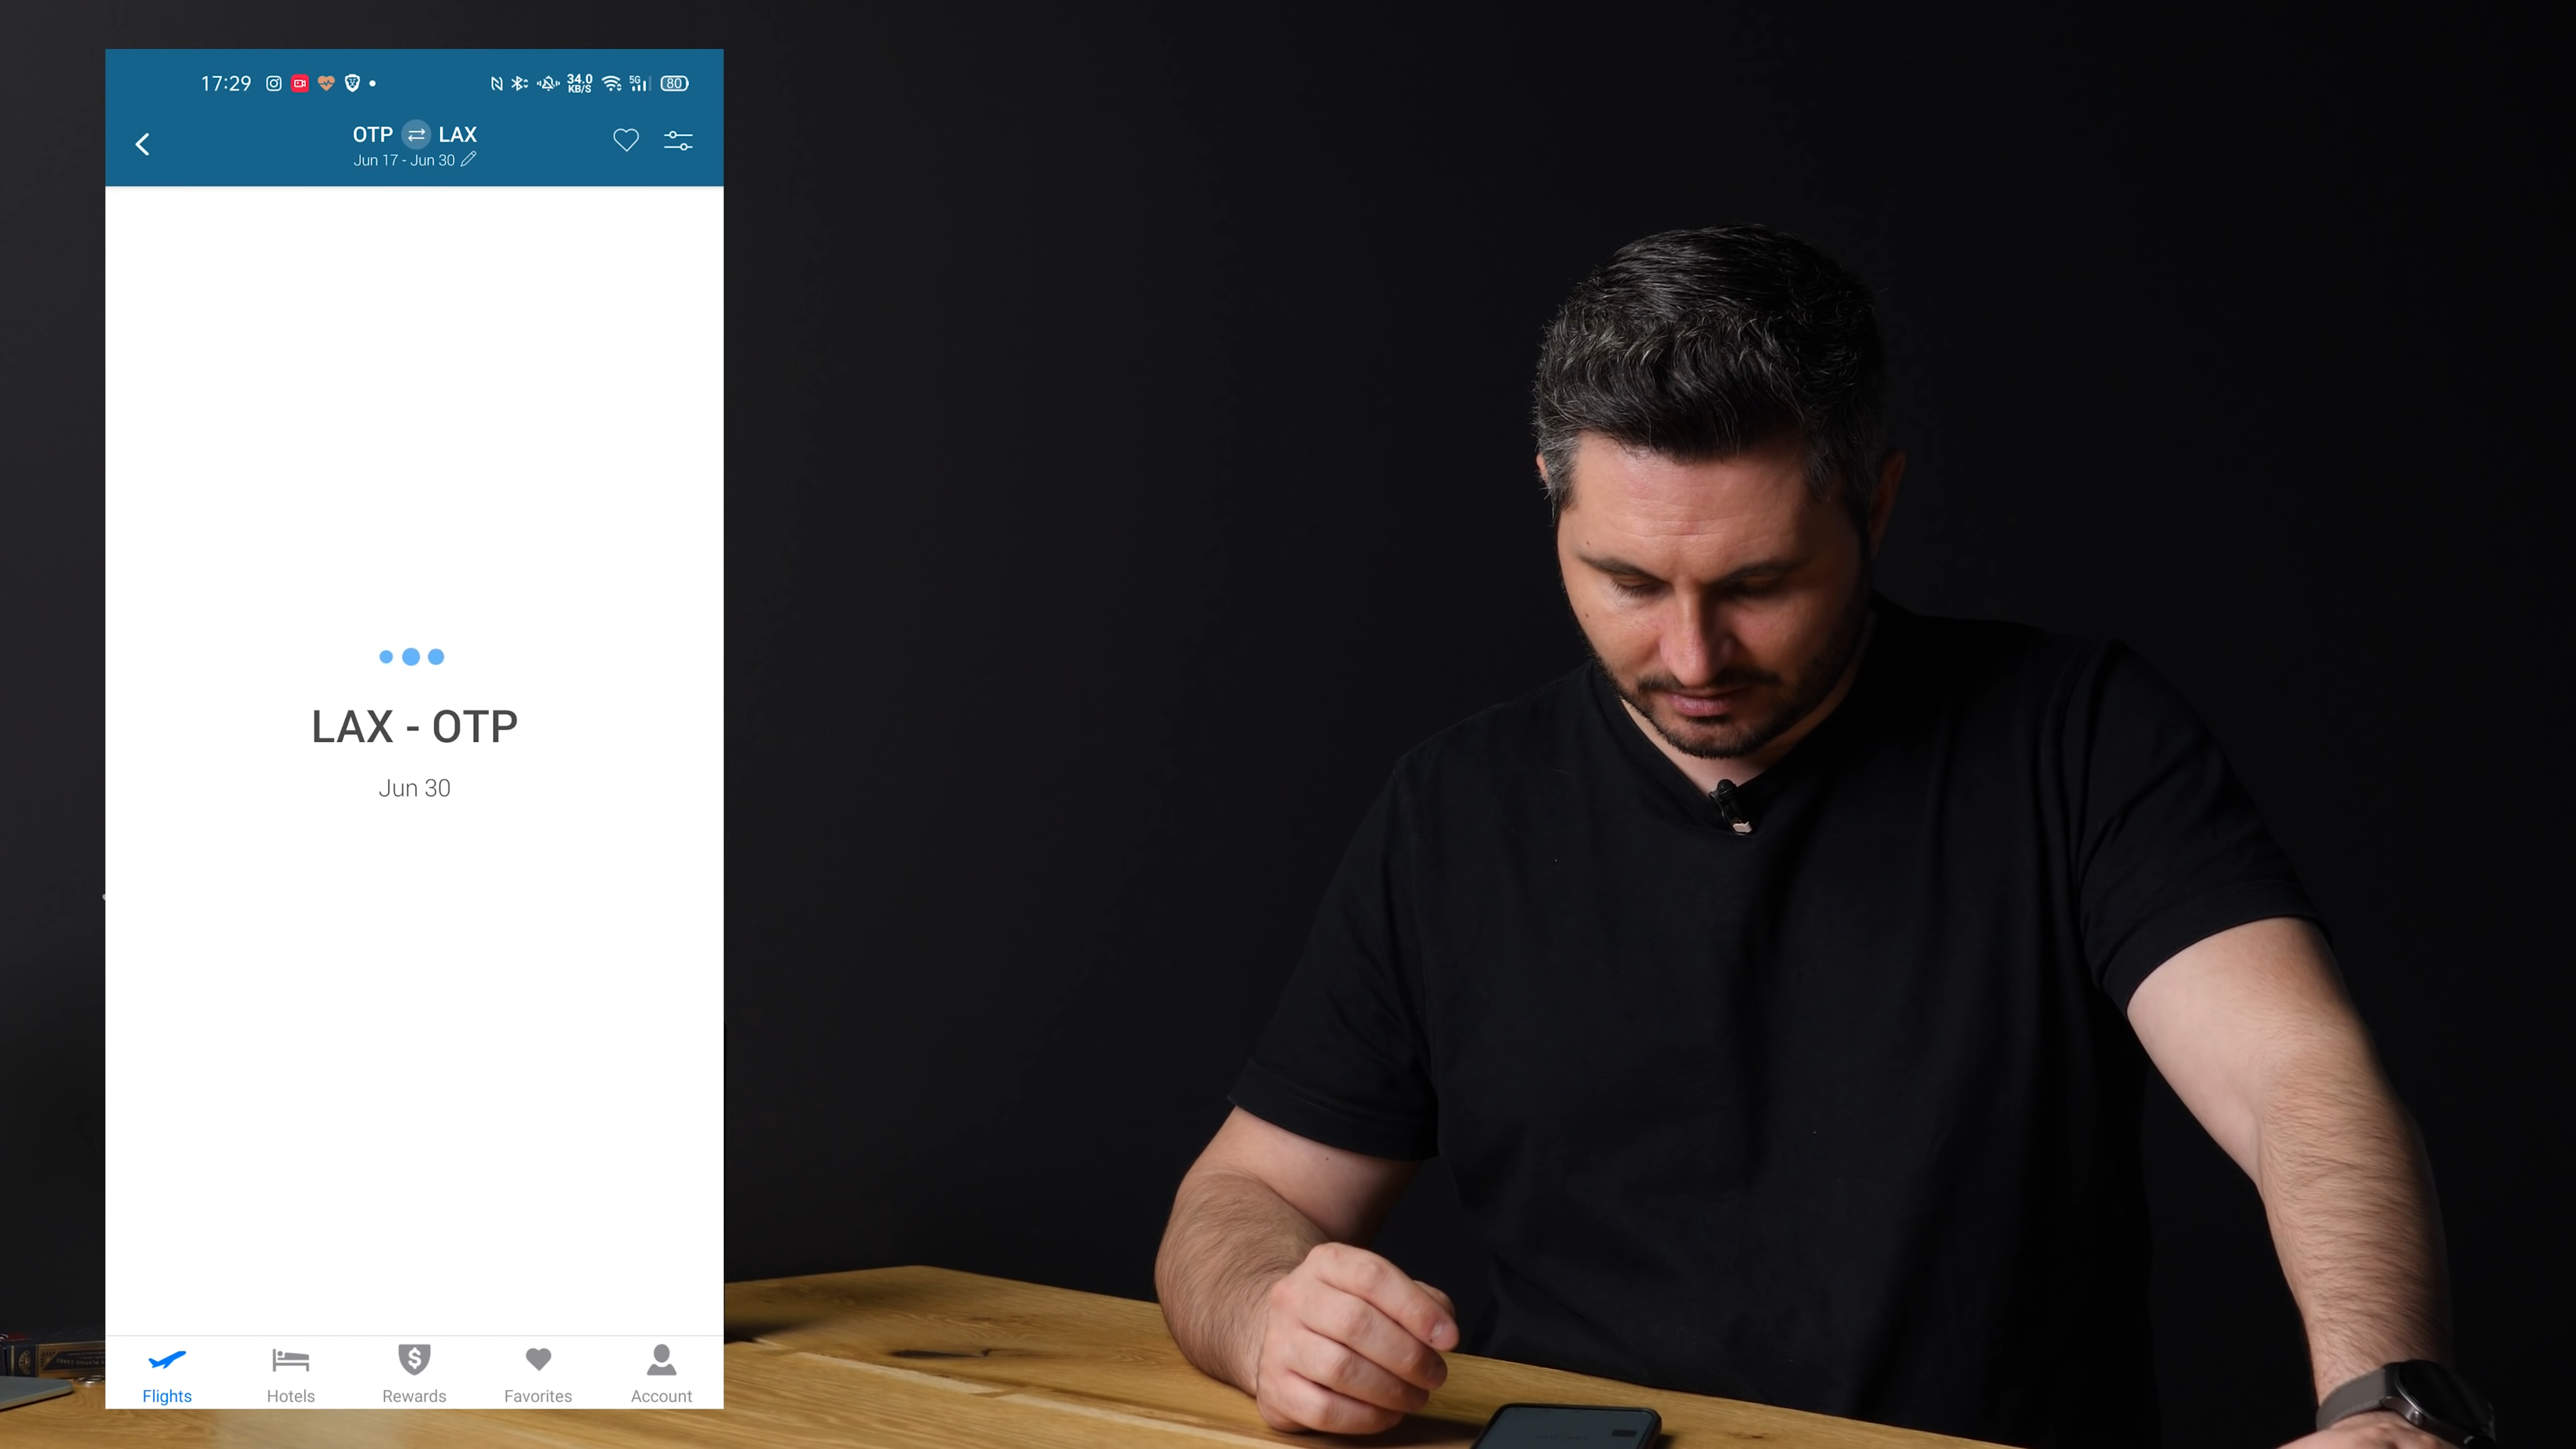 17:29 34.0 KB/S 5G 80
OTP LAX
Jun 17 - Jun 30
LAX - OTP
Jun 30
Flights Hotels Rewards Favorites Account